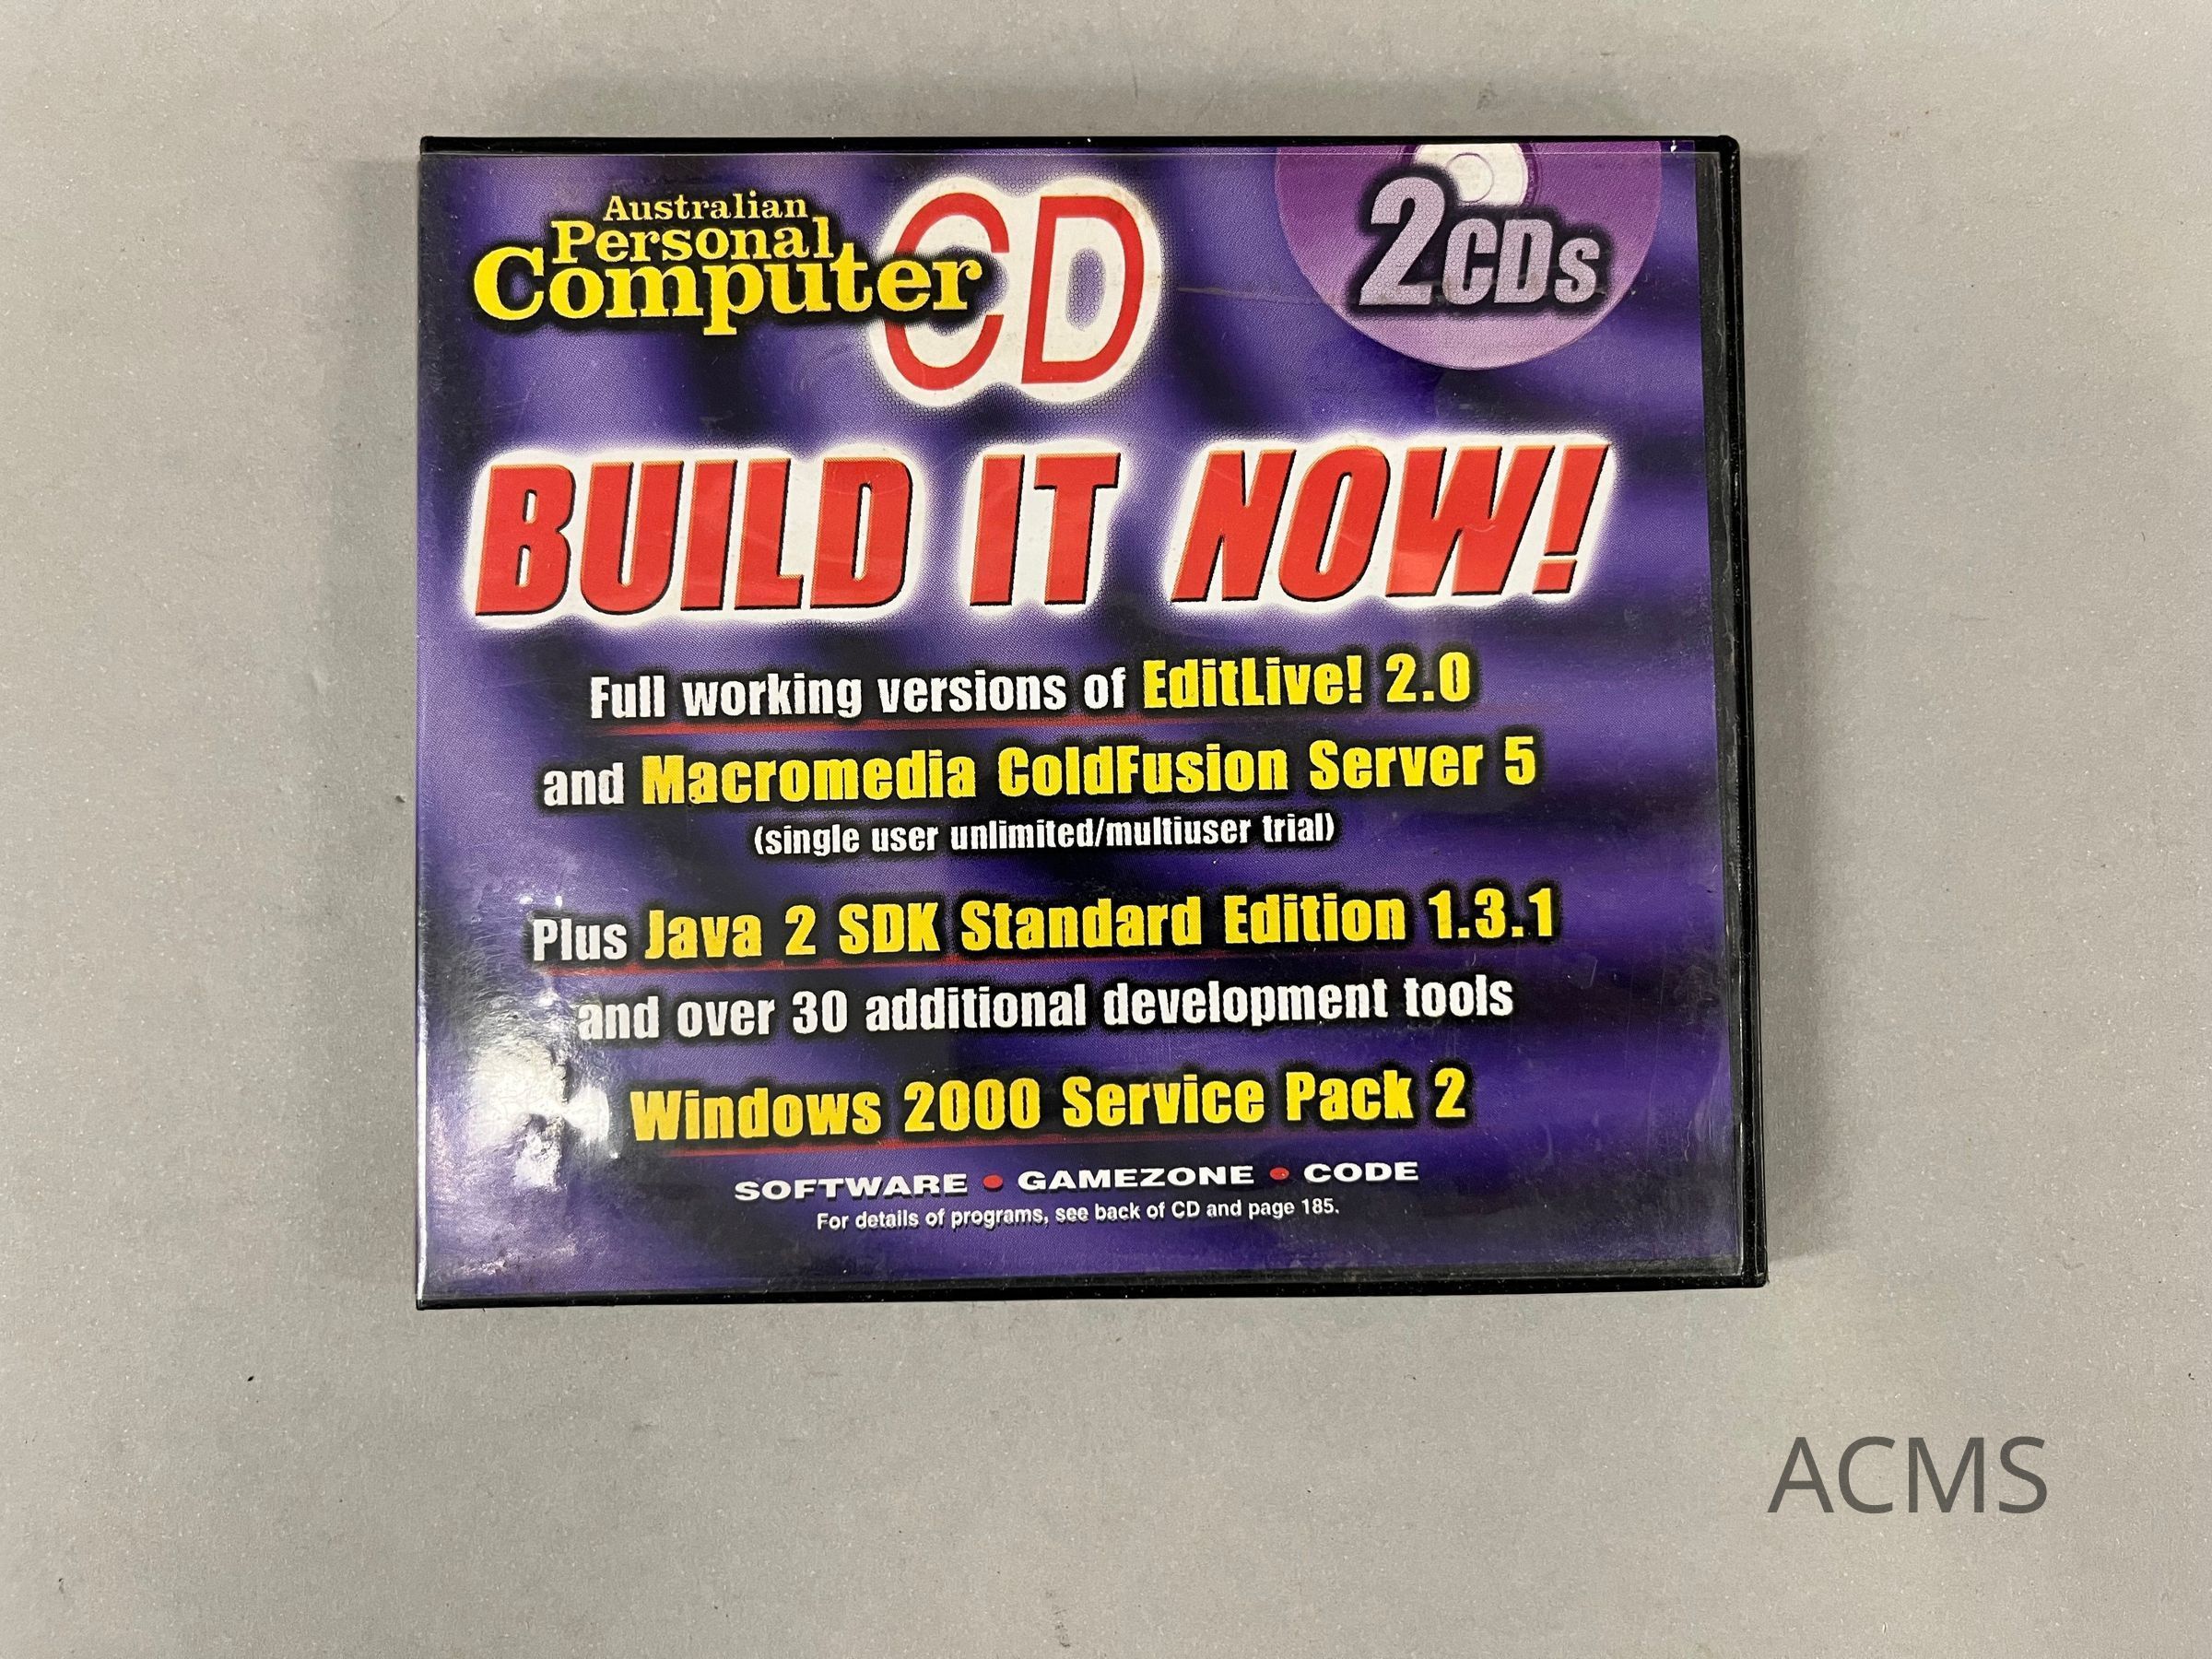 Australian
Personal
Computer
CD
2CDs
BUILD IT NOW!
Full working versions of EditLive! 2.0
and Macromedia ColdFusion Server 5
(single user unlimited/multiuser trial)
Plus Java 2 SDK Standard Edition 1.3.1
and over 30 additional development tools
Windows 2000 Service Pack 2
SOFTWARE • GAMEZONE • CODE
For details of programs, see back of CD and page 185.
ACMS